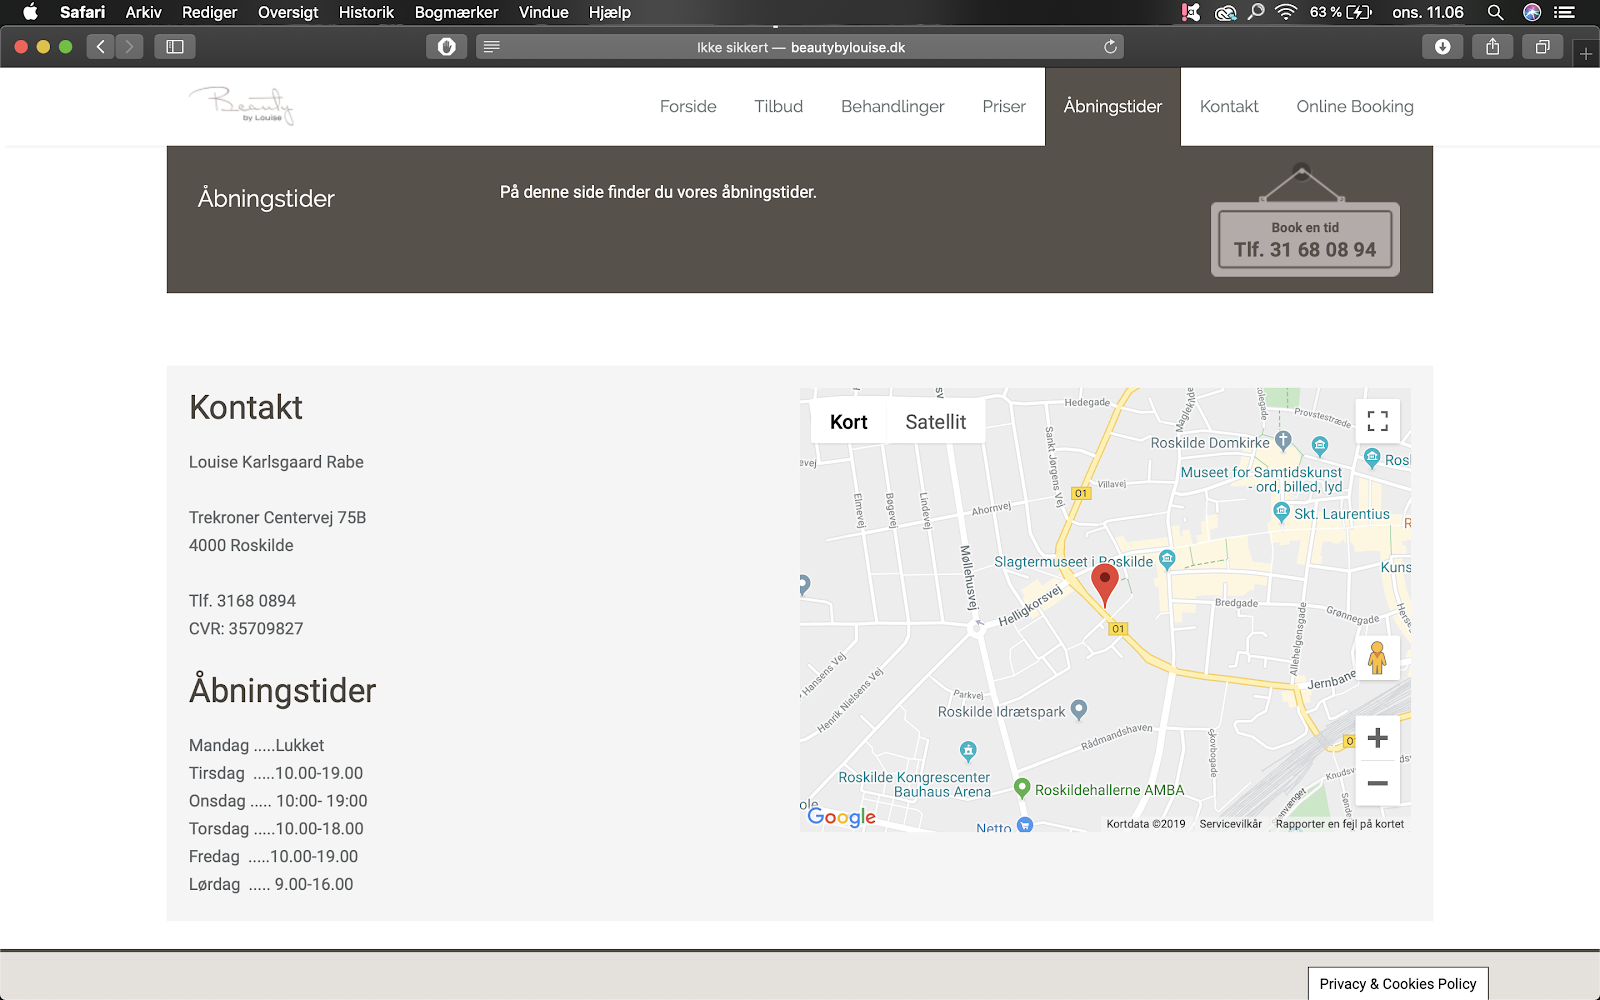 Safari Arkiv Rediger Oversigt Historik Bogmærker Vindue Hjælp 63 % ons. 11.06
Ikke sikkert — beautybylouise.dk
Beauty
by Louise
Forside Tilbud Behandlinger Priser Åbningstider Kontakt Online Booking
Åbningstider
På denne side finder du vores åbningstider.
Book en tid
Tlf. 31 68 08 94
Kontakt
Louise Karlsgaard Rabe
Trekroner Centervej 75B
4000 Roskilde
Tlf. 3168 0894
CVR: 35709827
Åbningstider
Mandag .....Lukket
Tirsdag .....10.00-19.00
Onsdag ..... 10:00- 19:00
Torsdag .....10.00-18.00
Fredag .....10.00-19.00
Lørdag ..... 9.00-16.00
Kort Satellit
Hedegade
Provstestræde
Roskilde Domkirke
Museet for Samtidskunst
- ord, billed, lyd
Skt. Laurentius
Sankt Jørgens Vej
Villavej
01
Elmevej
Bøgevej
Lindevej
Ahornvej
Møllehusvej
Slagtermuseet i Roskilde
Helligkorsvej
01
Bredgade
Grønnegade
Allehelgensgade
Hansens Vej
Henrik Nielsens Vej
Parkvej
Roskilde Idrætspark
Rådmandshaven
Skovbogade
Roskilde Kongrescenter
Bauhaus Arena
Roskildehallerne AMBA
Netto
Google
Kortdata ©2019 Servicevilkår Rapporter en fejl på kortet
Privacy & Cookies Policy